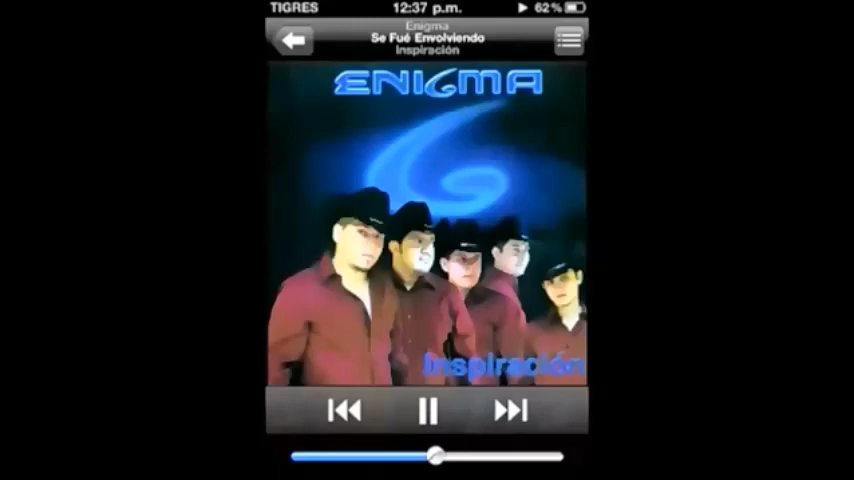 TIGRES 12:37 p.m. 62%
Enigma
Se Fué Envolviendo
Inspiración
ENIGMA
Inspiración